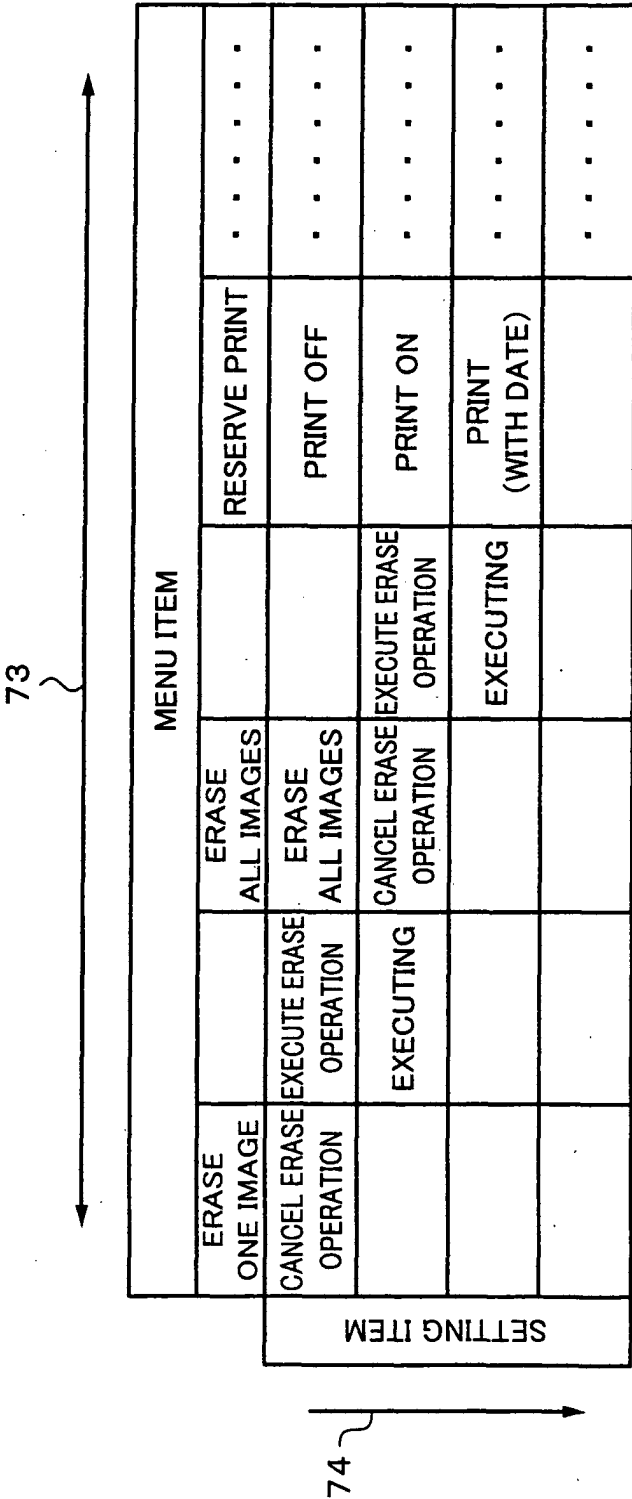 73
MENU ITEM
ERASE
ONE IMAGE
ERASE
ALL IMAGES
RESERVE PRINT
. . . . . .
SETTING ITEM
CANCEL ERASE
OPERATION
EXECUTE ERASE
OPERATION
ERASE
ALL IMAGES
PRINT OFF
. . . . . .
EXECUTING
CANCEL ERASE
OPERATION
EXECUTE ERASE
OPERATION
PRINT ON
. . . . . .
EXECUTING
PRINT
(WITH DATE)
. . . . . .
. . . . . .
74